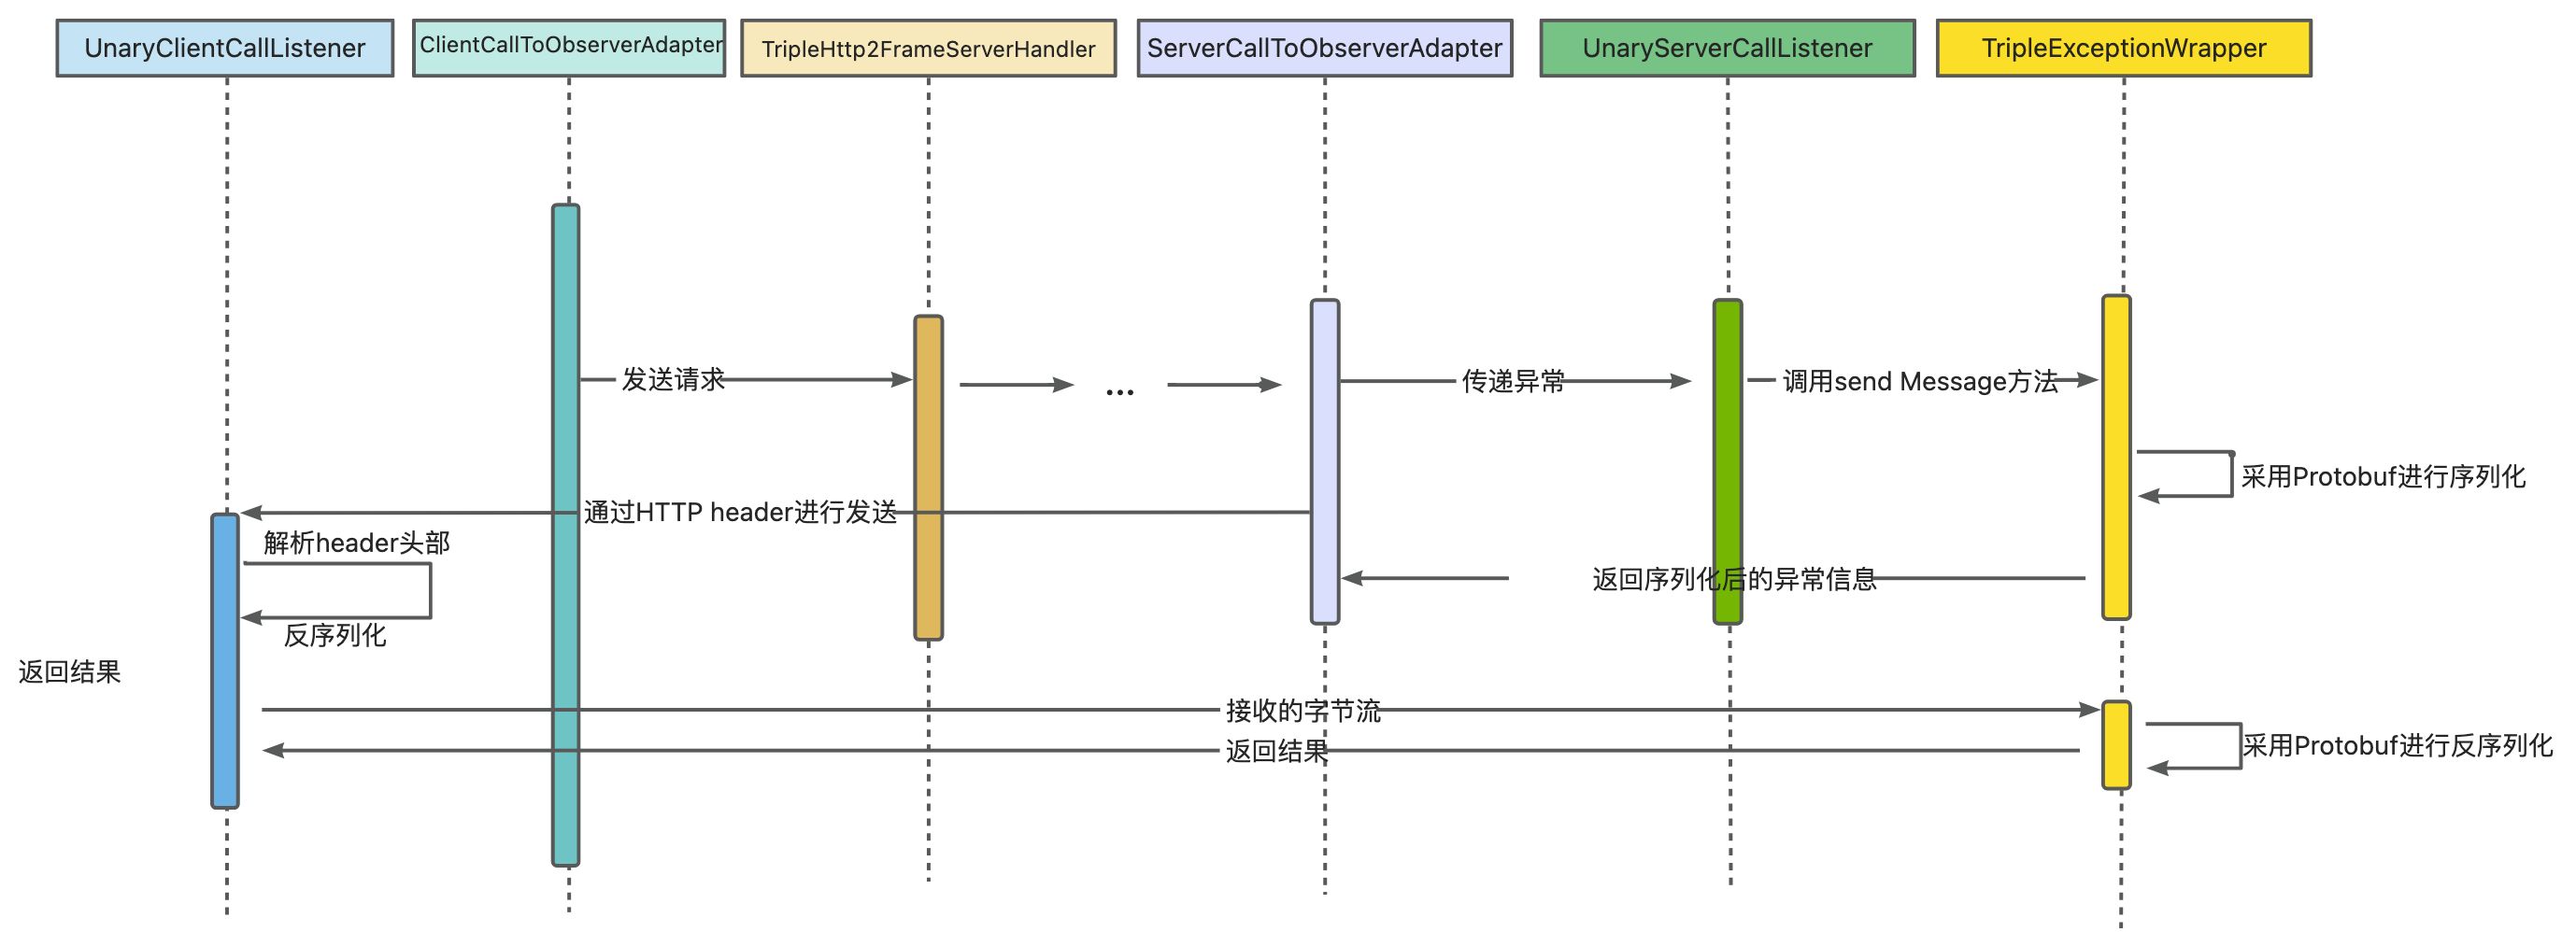 UnaryClientCallListener
ClientCallToObserverAdapter
TripleHttp2FrameServerHandler
ServerCallToObserverAdapter
UnaryServerCallListener
TripleExceptionWrapper
发送请求
...
传递异常
调用send Message方法
采用Protobuf进行序列化
通过HTTP header进行发送
解析header头部
返回序列化后的异常信息
反序列化
返回结果
接收的字节流
采用Protobuf进行反序列化
返回结果